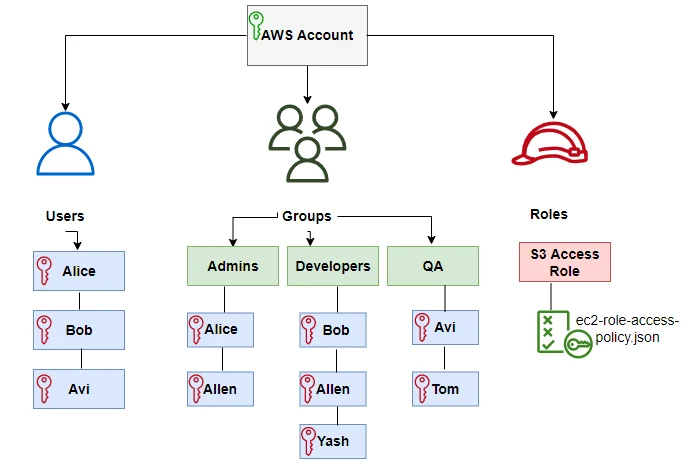 AWS Account
Users
Groups
Roles
Alice
Bob
Avi
Admins
Alice
Allen
Developers
Bob
Allen
Yash
QA
Avi
Tom
S3 Access
Role
ec2-role-access-
policy.json